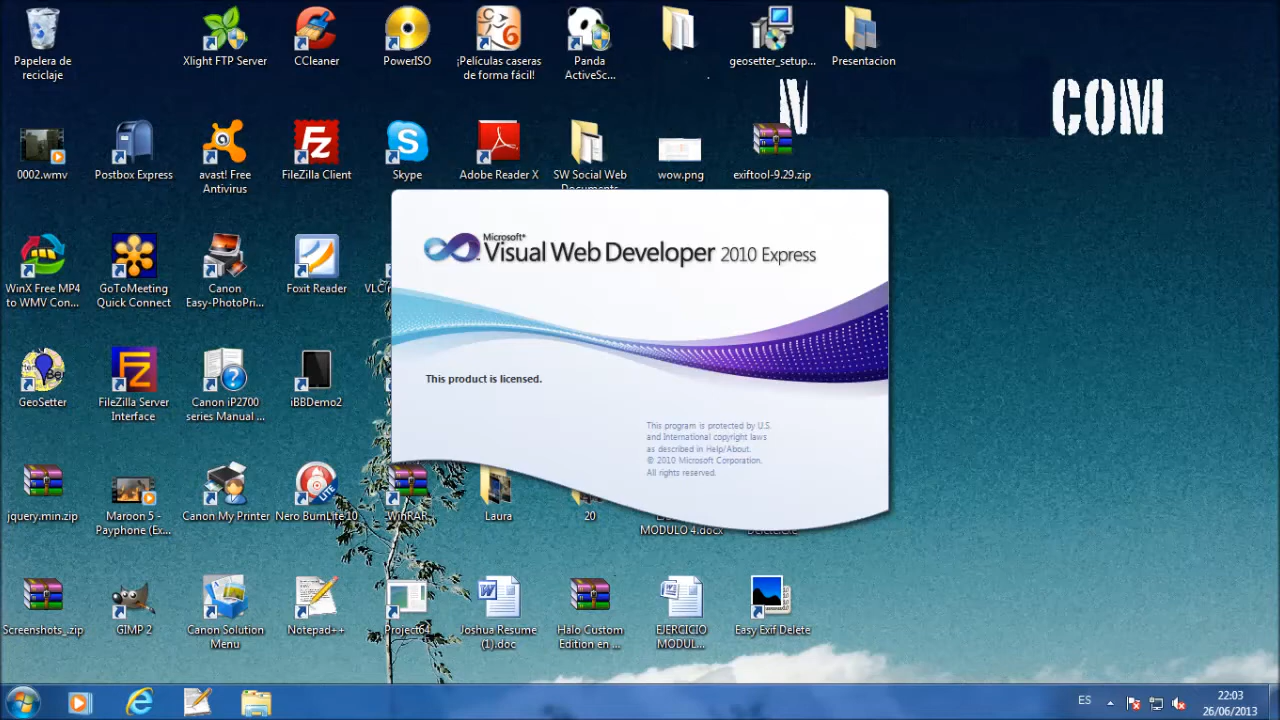 Papelera de
reciclaje
Xlight FTP Server
CCleaner
PowerISO
¡Películas caseras
de forma fácil!
Panda
ActiveSc...
.
geosetter_setup...
Presentacion
N
COM
0002.wmv
Postbox Express
avast! Free
Antivirus
FileZilla Client
Skype
Adobe Reader X
SW Social Web
Documents
wow.png
exiftool-9.29.zip
Microsoft®
Visual Web Developer 2010 Express
WinX Free MP4
to WMV Con...
GoToMeeting
Quick Connect
Canon
Easy-PhotoPri...
Foxit Reader
VLC
This product is licensed.
GeoSetter
FileZilla Server
Interface
Canon iP2700
series Manual ...
iBBDemo2
This program is protected by U.S.
and International copyright laws
as described in Help/About.
© 2010 Microsoft Corporation.
All rights reserved.
jquery.min.zip
Maroon 5 -
Payphone (Ex...
Canon My Printer
Nero BurnLite 10
WinRAR
Laura
20
MODULO 4.docx
Delete.exe
Screenshots_.zip
GIMP 2
Canon Solution
Menu
Notepad++
Project64
Joshua Resume
(1).doc
Halo Custom
Edition en ...
EJERCICIO
MODUL...
Easy Exif Delete
ES
22:03
26/06/2013